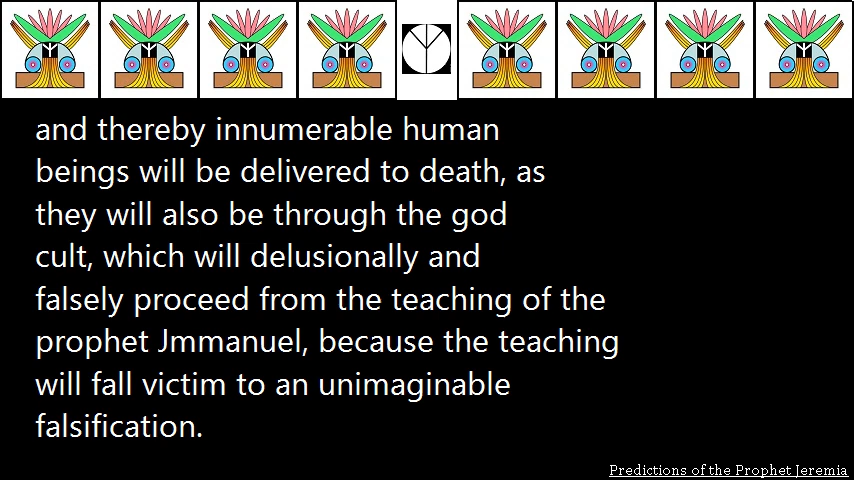 and thereby innumerable human
beings will be delivered to death, as
they will also be through the god
cult, which will delusionally and
falsely proceed from the teaching of the
prophet Jmmanuel, because the teaching
will fall victim to an unimaginable
falsification.
Predictions of the Prophet Jeremia